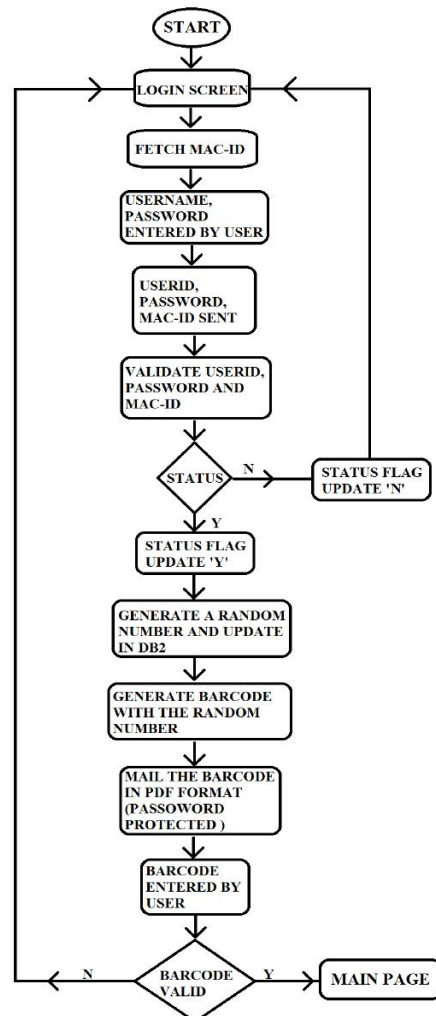 START
LOGIN SCREEN
FETCH MAC-ID
USERNAME,
PASSWORD
ENTERED BY USER
USERID,
PASSWORD,
MAC-ID SENT
VALIDATE USERID,
PASSWORD AND
MAC-ID
STATUS
N
STATUS FLAG
UPDATE 'N'
Y
STATUS FLAG
UPDATE 'Y'
GENERATE A RANDOM
NUMBER AND UPDATE
IN DB2
GENERATE BARCODE
WITH THE RANDOM
NUMBER
MAIL THE BARCODE
IN PDF FORMAT
(PASSOWORD
PROTECTED )
BARCODE
ENTERED BY
USER
N
BARCODE
VALID
Y
MAIN PAGE